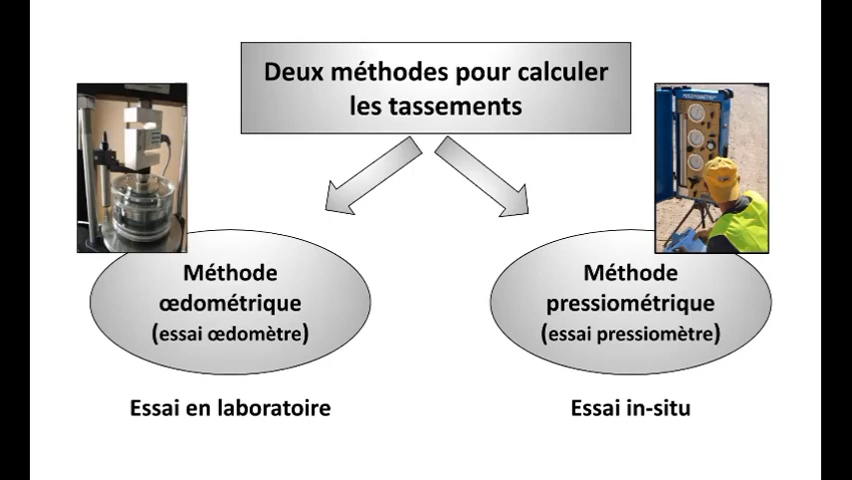 Deux méthodes pour calculer
les tassements
Méthode
œdométrique
(essai œdomètre)
Méthode
pressiométrique
(essai pressiomètre)
Essai en laboratoire
Essai in-situ